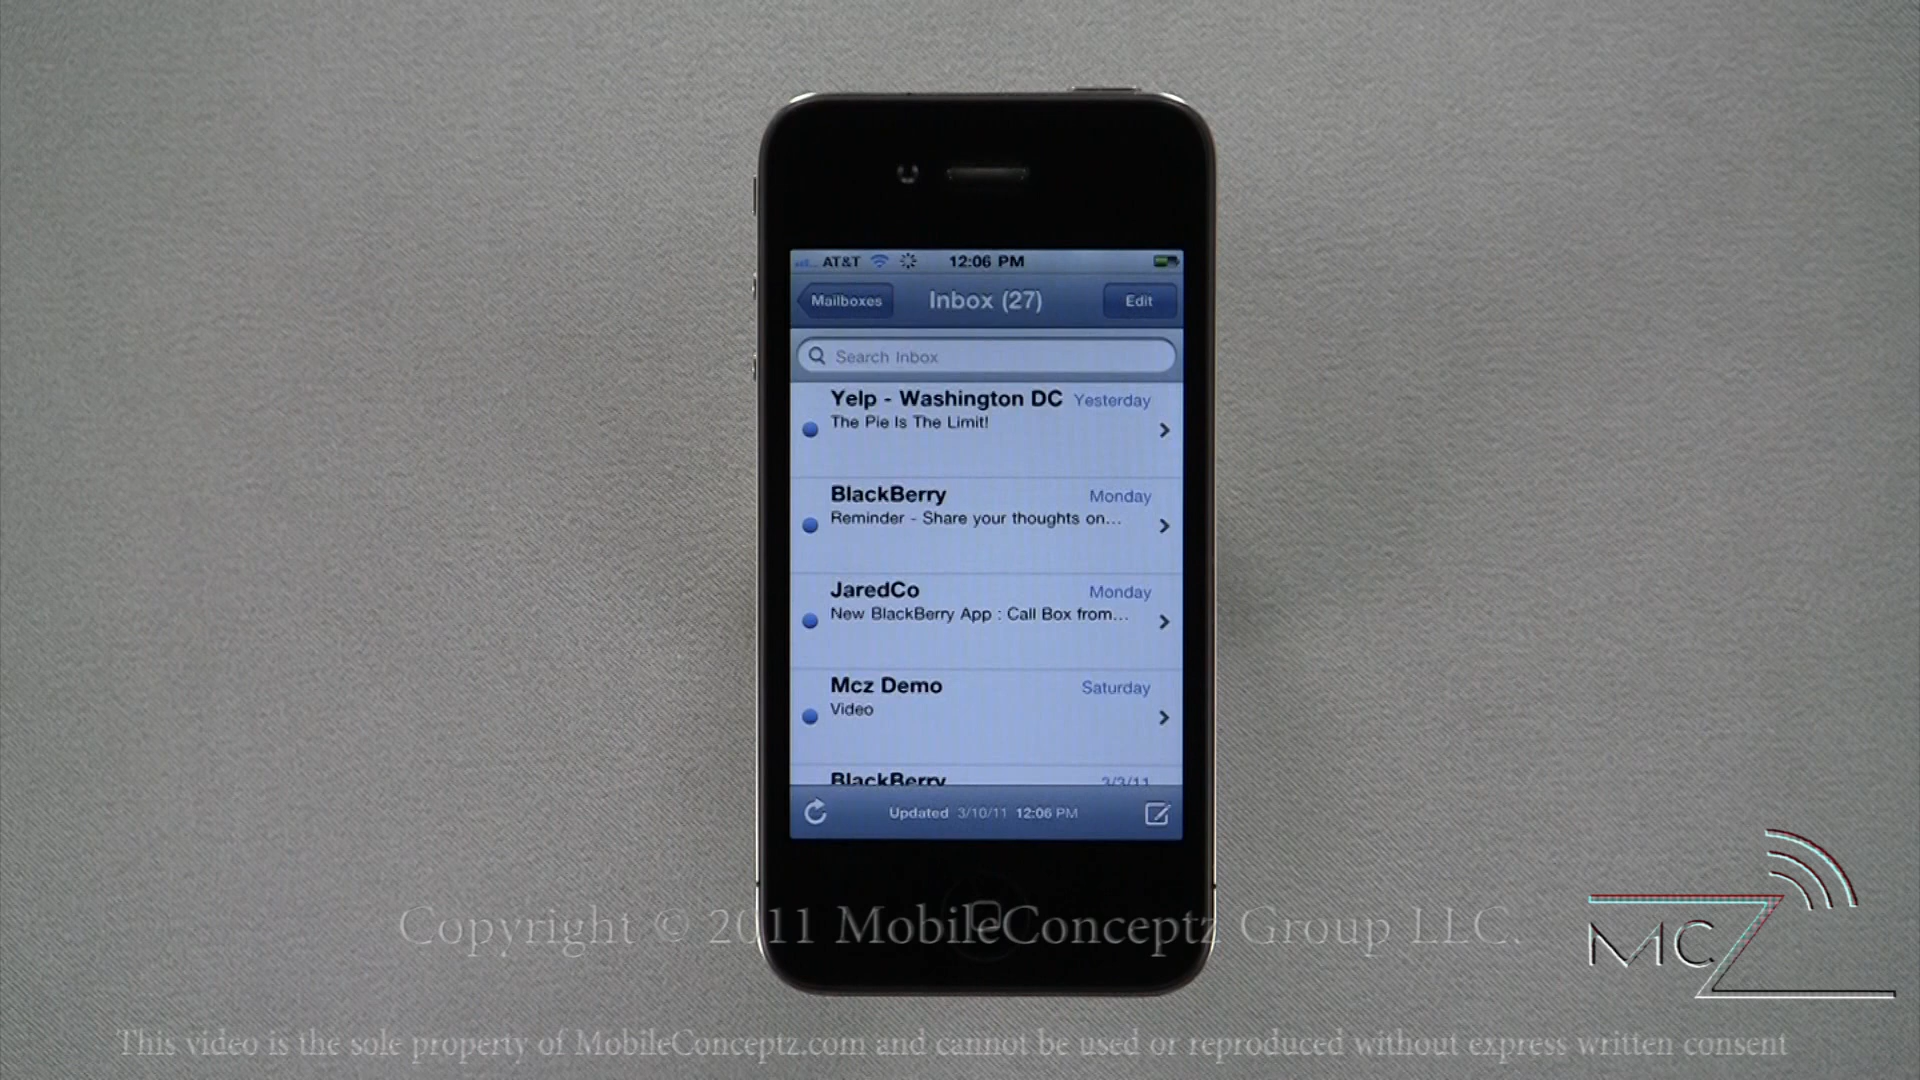 AT&T 12:06 PM
Mailboxes Inbox (27) Edit
Search Inbox
Yelp - Washington DC Yesterday
The Pie Is The Limit!
BlackBerry Monday
Reminder - Share your thoughts on...
JaredCo Monday
New BlackBerry App : Call Box from...
Mcz Demo Saturday
Video
BlackBerry 3/3/11
Updated 3/10/11 12:06 PM
Copyright © 2011 MobileConceptz Group LLC.
MCZ
This video is the sole property of MobileConceptz.com and cannot be used or reproduced without express written consent